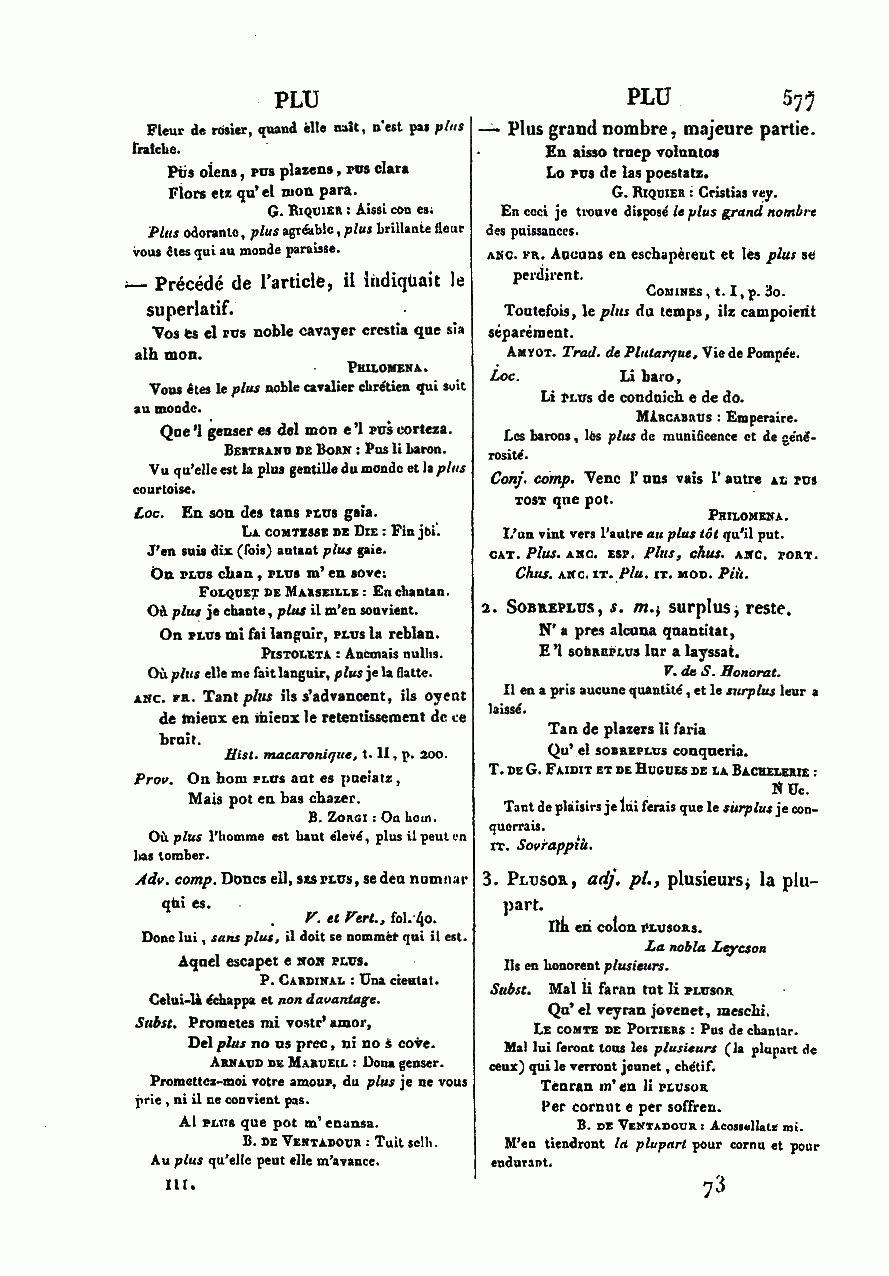 PLU
Fleur de rosier, quand elle naît, n'est pas plus
fraîche.
Pus olens, PUS plazens, PUS clara
Flors etz qu' el mon para.
G. RIQUIER : Aissi con es.
Plus odorante, plus agréable, plus brillante fleur
vous êtes qui au monde paraisse.
— Précédé de l'article, il indiquait le
superlatif.
Vos es el PUS noble cavayer crestia que sia
alh mon.
PHILOMENA.
Vous êtes le plus noble cavalier chrétien qui soit
au monde.
Que 'l genser es del mon e 'l PUS corteza.
BERTRAND DE BORN : Pus li baron.
Vu qu'elle est la plus gentille du monde et la plus
courtoise.
Loc. En son des tans PLUS gaia.
LA COMTESSE DE DIE : Fin joi.
J'en suis dix (fois) autant plus gaie.
On PLUS chan, PLUS m' en sove.
FOLQUET DE MARSEILLE : En chantan.
Où plus je chante, plus il m'en souvient.
On PLUS mi fai languir, PLUS la reblan.
PISTOLETA : Ancmais nulhs.
Où plus elle me fait languir, plus je la flatte.
ANC. FR. Tant plus ils s'advancent, ils oyent
de mieux en mieux le retentissement de ce
bruit.
Hist. macaronique, t. II, p. 200.
Prov. On hom PLUS aut es pueiatz,
Mais pot en bas chazer.
B. ZORGI : On hom.
Où plus l'homme est haut élevé, plus il peut en
bas tomber.
Adv. comp. Doncs ell, SES PLUS, se deu nomnar
qui es.
V. et Vert., fol. 40.
Donc lui, sans plus, il doit se nommer qui il est.
Aquel escapet e NON PLUS.
P. CARDINAL : Una cientat.
Celui-là échappa et non davantage.
Subst. Prometes mi vostr' amor,
Del plus no us prec, ni no s cove.
ARNAUD DE MARUEIL : Dona genser.
Promettez-moi votre amour, du plus je ne vous
prie, ni il ne convient pas.
Al PLUS que pot m' enansa.
B. DE VENTADOUR : Tuit selh.
Au plus qu'elle peut elle m'avance.
III.
PLU 577
— Plus grand nombre, majeure partie.
En aisso truep voluntos
Lo PUS de las poestatz.
G. RIQUIER : Cristias vey.
En ceci je trouve disposé le plus grand nombre
des puissances.
ANC. FR. Aucuns en eschapèrent et les plus se
perdirent.
COMINES, t. I, p. 30.
Toutefois, le plus du temps, ilz campoient
séparément.
AMYOT. Trad. de Plutarque, Vie de Pompée.
Loc. Li baro,
Li PLUS de conduich e de do.
MARCABRUS : Emperaire.
Les barons, les plus de munificence et de géné-
rosité.
Conj. comp. Venc l' uns vais l' autre AL PUS
TOST que pot.
PHILOMENA.
L'un vint vers l'autre au plus tôt qu'il put.
CAT. Plus. ANC. ESP. Plus, chus. ANC. PORT.
Chus. ANC. IT. Plu. IT. MOD. Più.
2. SOBREPLUS, s. m., surplus, reste.
N' a pres alcuna quantitat,
E 'l SOBREPLUS lur a layssat.
V. de S. Honorat.
Il en a pris aucune quantité, et le surplus leur a
laissé.
Tan de plazers li faria
Qu' el SOBREPLUS conqueria.
T. DE G. FAIDIT ET DE HUGUES DE LA BACHELERIE :
N Uc.
Tant de plaisirs je lui ferais que le surplus je con-
querrais.
IT. Sovrappiù.
3. PLUSOR, adj. pl., plusieurs, la plu-
part.
Ilh en colon PLUSORS.
La nobla Leyczon
Ils en honorent plusieurs.
Subst. Mal li faran tut li PLUSOR
Qu' el veyran jovenet, meschi.
LE COMTE DE POITIERS : Pus de chantar.
Mal lui feront tous les plusieurs (la plupart de
ceux) qui le verront jeunet, chétif.
Tenran m' en li PLUSOR
Per cornut e per soffren.
B. DE VENTADOUR : Acossellatz mi.
M'en tiendront la plupart pour cornu et pour
endurant.
73